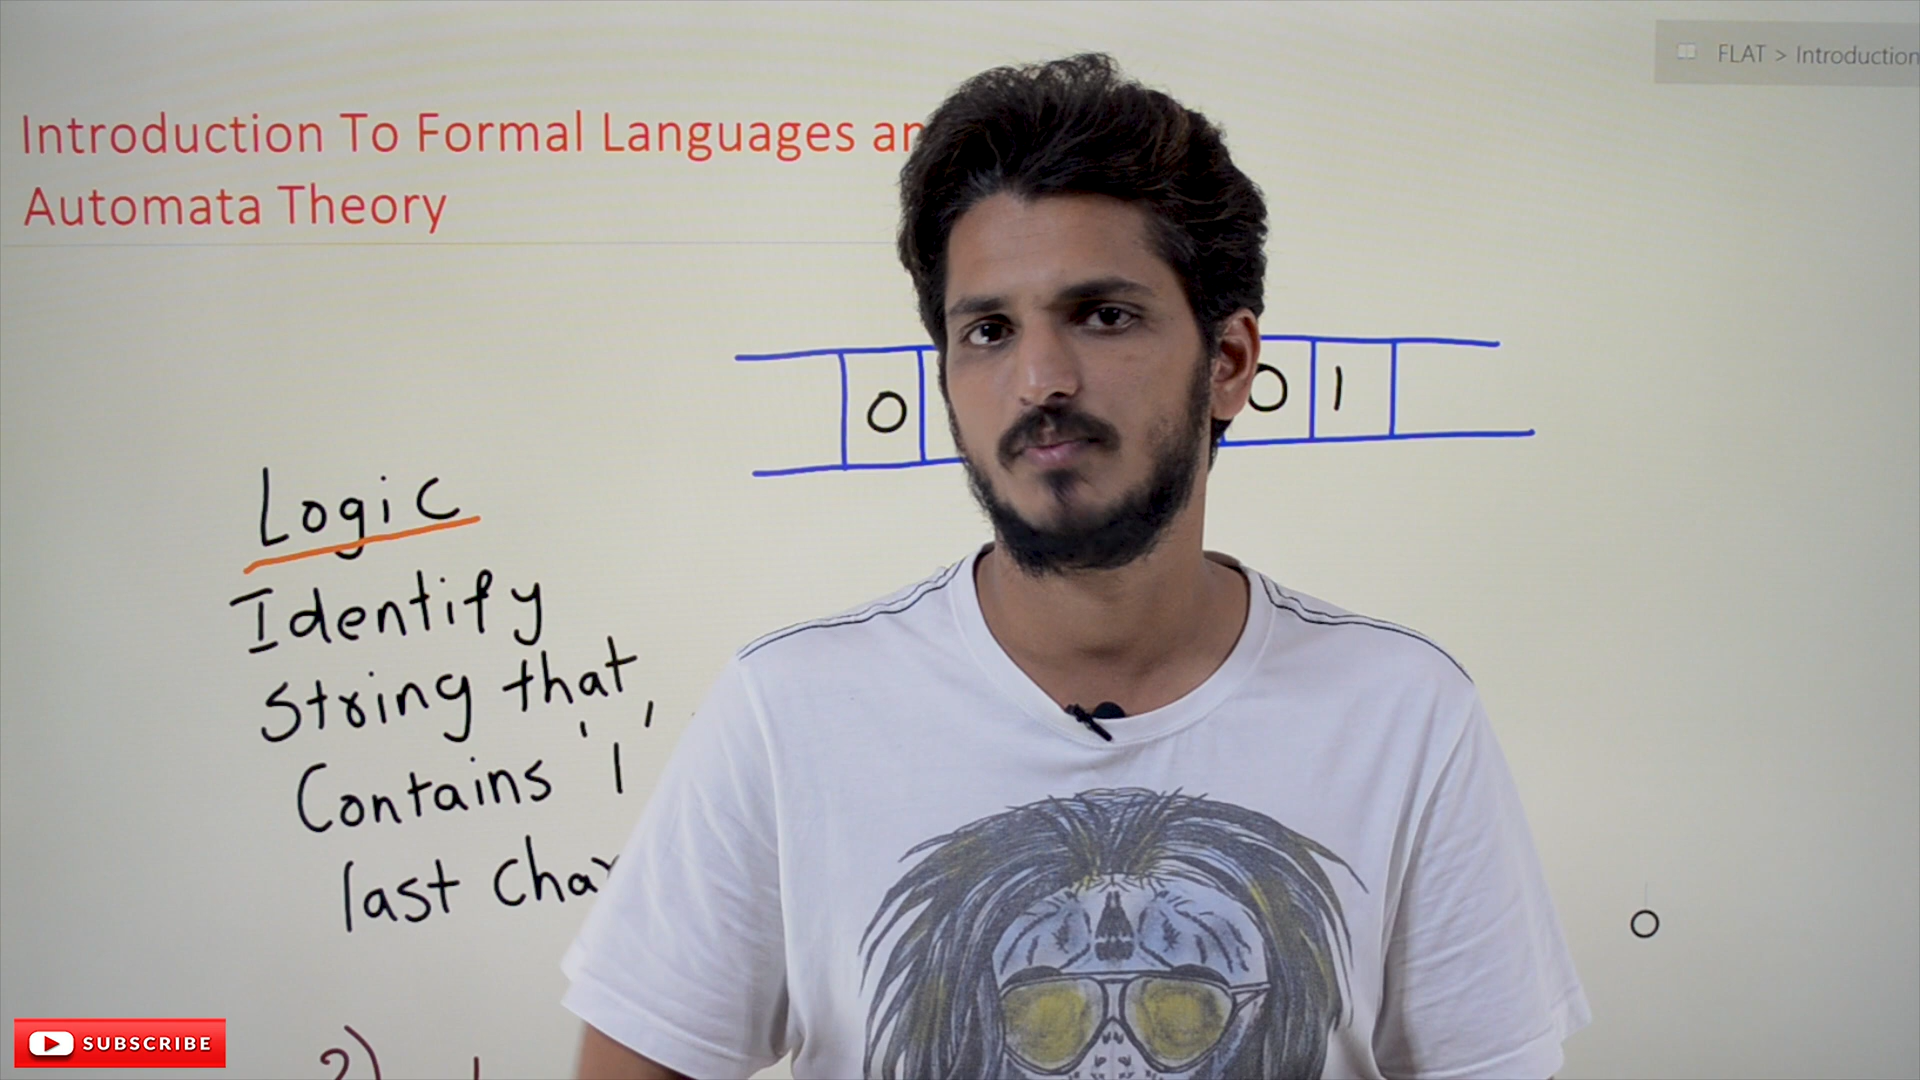 FLAT > Introduction
Introduction To Formal Languages an
Automata Theory
0 0 1
Logic
Identify
String that
Contains '1'
last char
0
2)
SUBSCRIBE